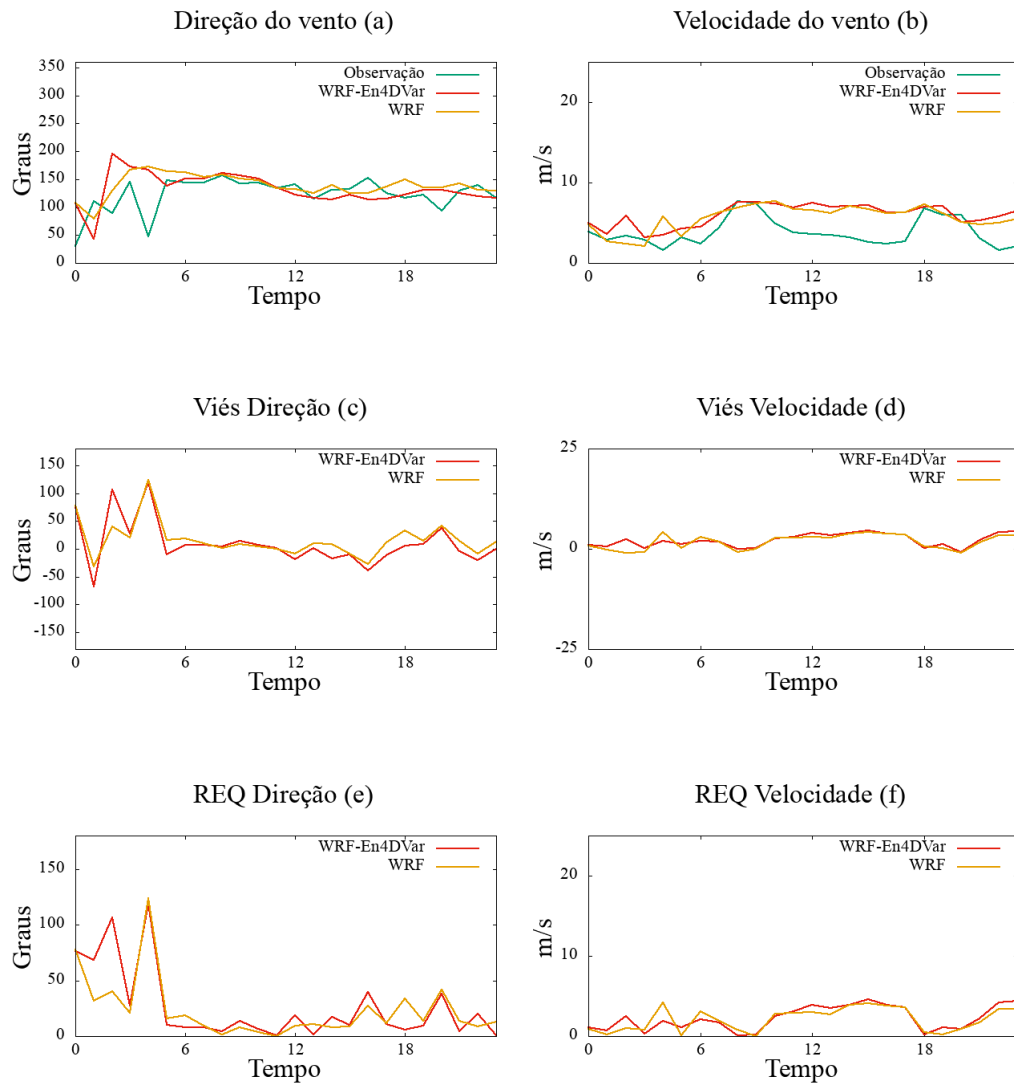 Direção do vento (a)
350
300
250
200
150
100
50
0
Graus
Observação
WRF-En4DVar
WRF
0 6 12 18
Tempo
Velocidade do vento (b)
20
10
0
m/s
Observação
WRF-En4DVar
WRF
0 6 12 18
Tempo
Viés Direção (c)
150
100
50
0
-50
-100
-150
Graus
WRF-En4DVar
WRF
0 6 12 18
Tempo
Viés Velocidade (d)
25
0
-25
m/s
WRF-En4DVar
WRF
0 6 12 18
Tempo
REQ Direção (e)
150
100
50
0
Graus
WRF-En4DVar
WRF
0 6 12 18
Tempo
REQ Velocidade (f)
20
10
0
m/s
WRF-En4DVar
WRF
0 6 12 18
Tempo